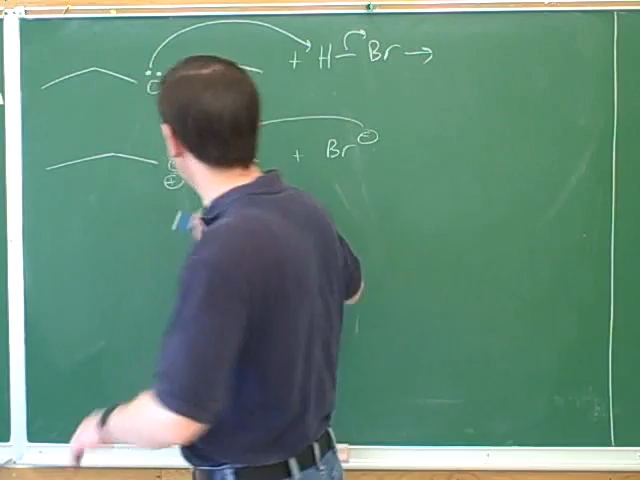 O + H — Br →
+ Br ⊖
⊕